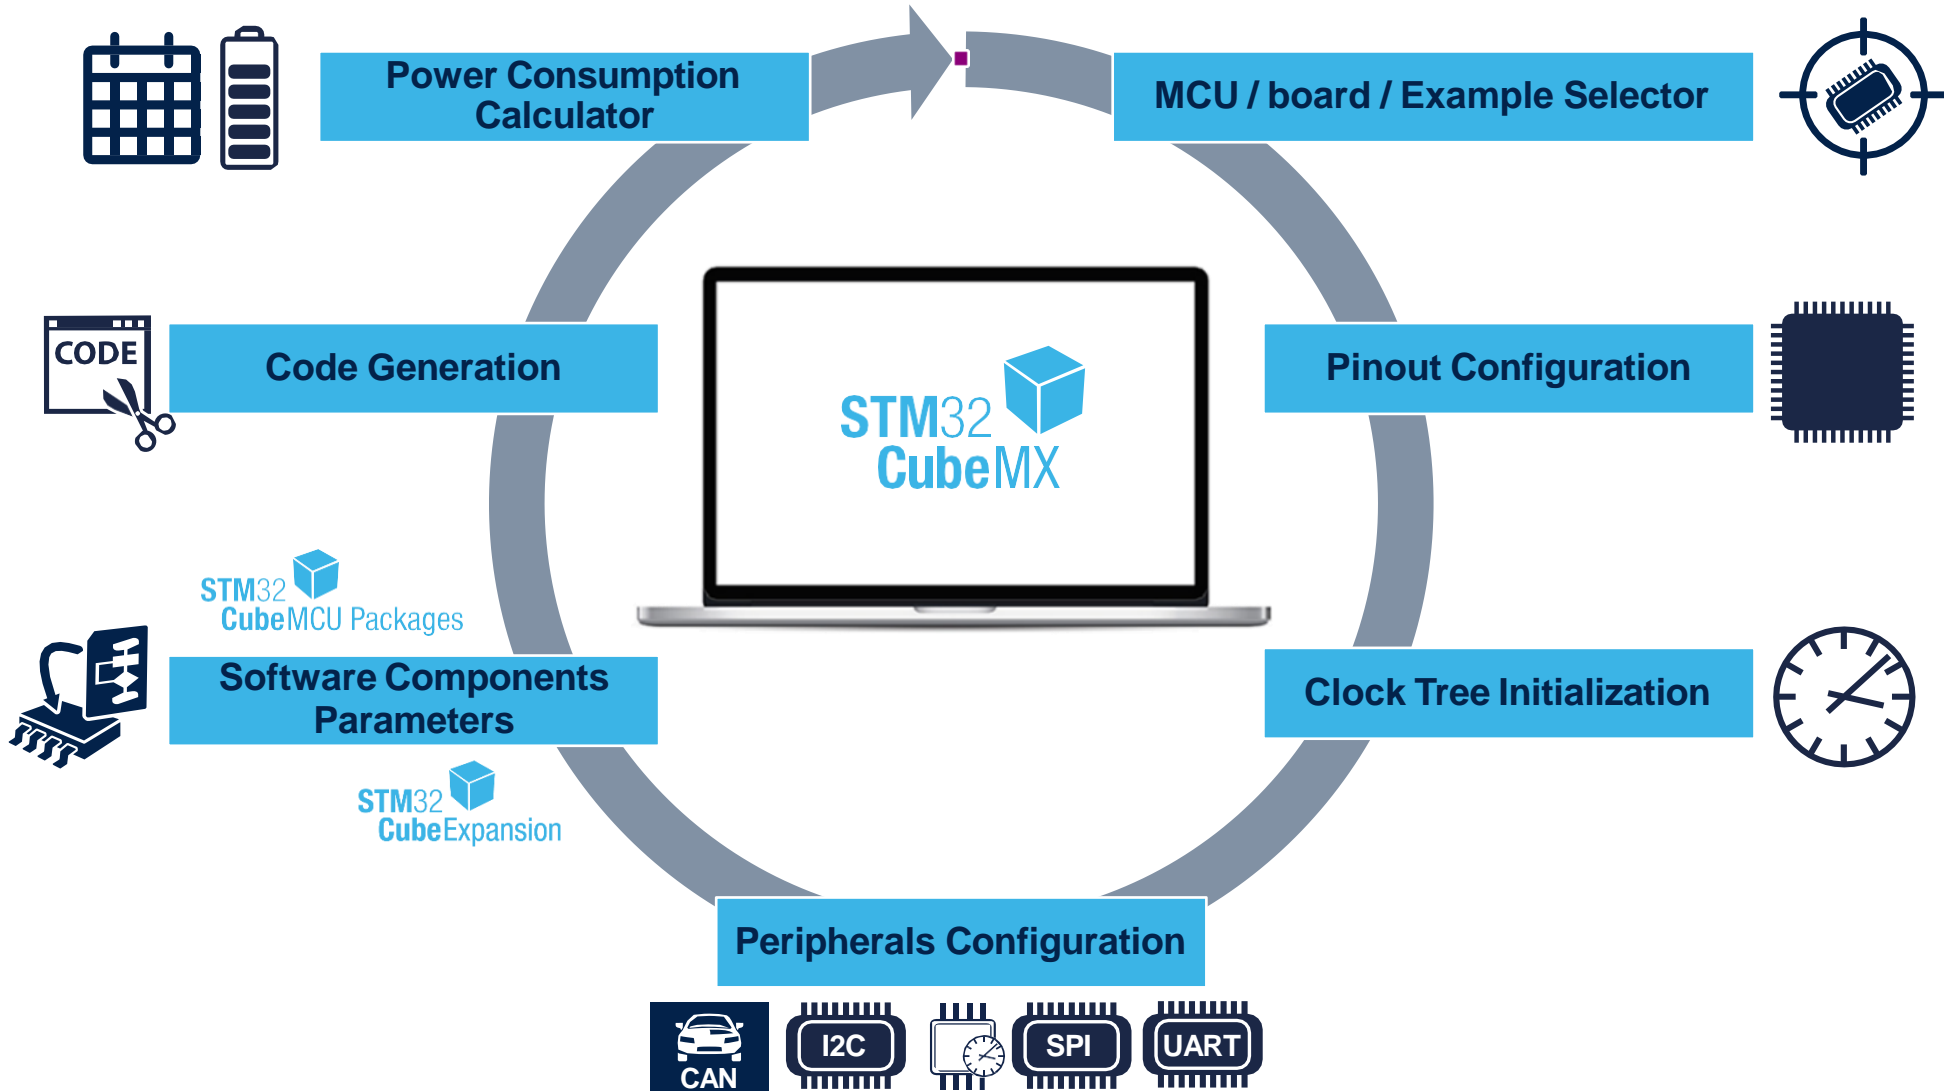 Power Consumption
Calculator
MCU / board / Example Selector
CODE
Code Generation
STM32
CubeMX
Pinout Configuration
STM32
CubeMCU Packages
Software Components
Parameters
Clock Tree Initialization
STM32
CubeExpansion
Peripherals Configuration
CAN
I2C
SPI
UART